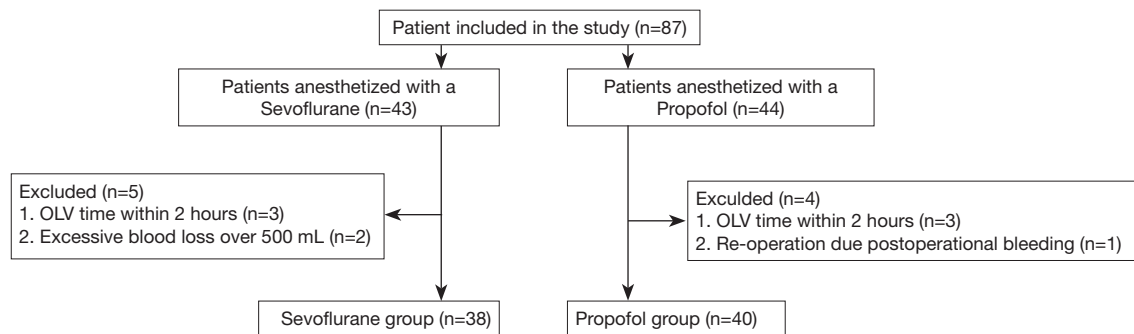 Patient included in the study (n=87)
Patients anesthetized with a
Sevoflurane (n=43)
Patients anesthetized with a
Propofol (n=44)
Excluded (n=5)
1. OLV time within 2 hours (n=3)
2. Excessive blood loss over 500 mL (n=2)
Exculded (n=4)
1. OLV time within 2 hours (n=3)
2. Re-operation due postoperational bleeding (n=1)
Sevoflurane group (n=38)
Propofol group (n=40)